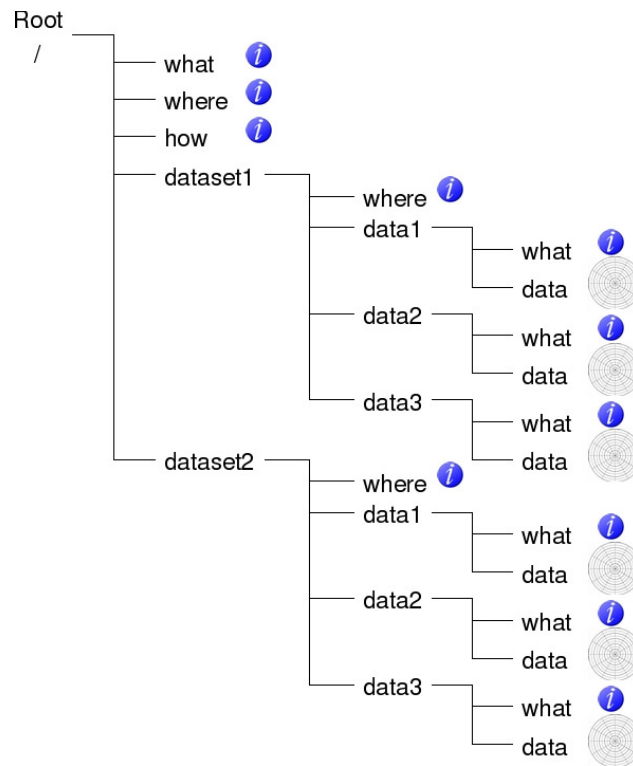 Root
/
what i
where i
how i
dataset1
where i
data1
what i
data
data2
what i
data
data3
what i
data
dataset2
where i
data1
what i
data
data2
what i
data
data3
what i
data